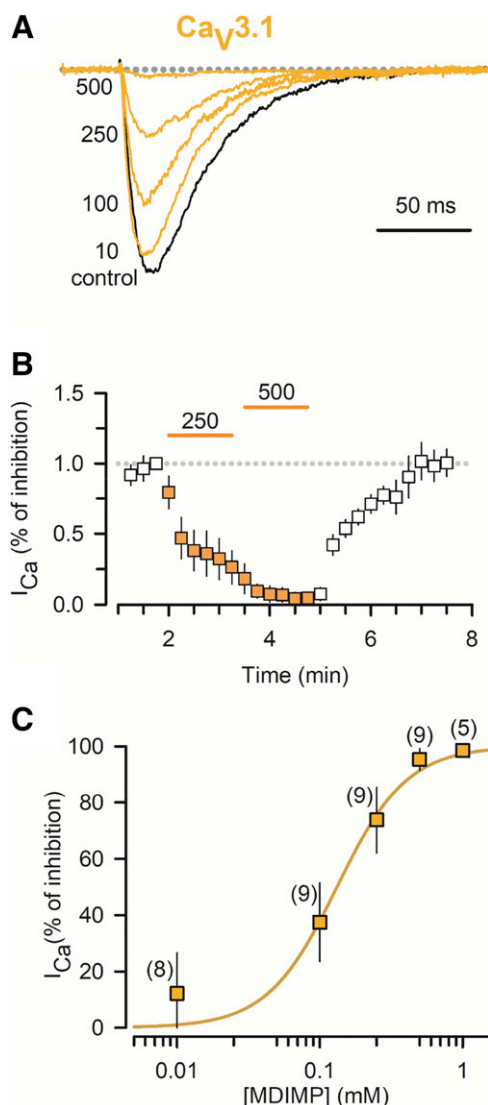 A
CaV3.1
500
250
100
10
control
50 ms
B
ICa (% of inhibition)
1.5
1.0
0.5
0.0
250
500
2
4
6
8
Time (min)
C
ICa(% of inhibition)
100
80
60
40
20
0
(8)
(9)
(9)
(9)
(5)
0.01
0.1
1
[MDIMP] (mM)